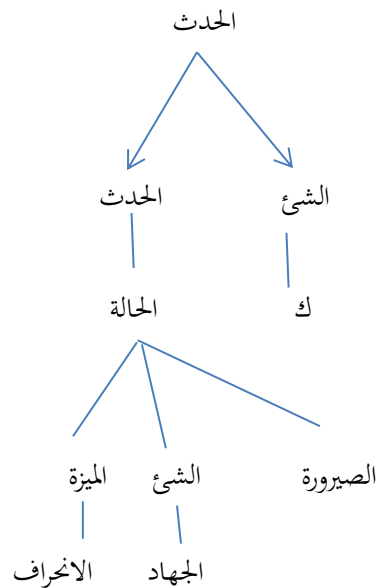 الحدث
الشئ الحدث
ك الحالة
الصيرورة الشئ الميزة
الجهاد الانحراف